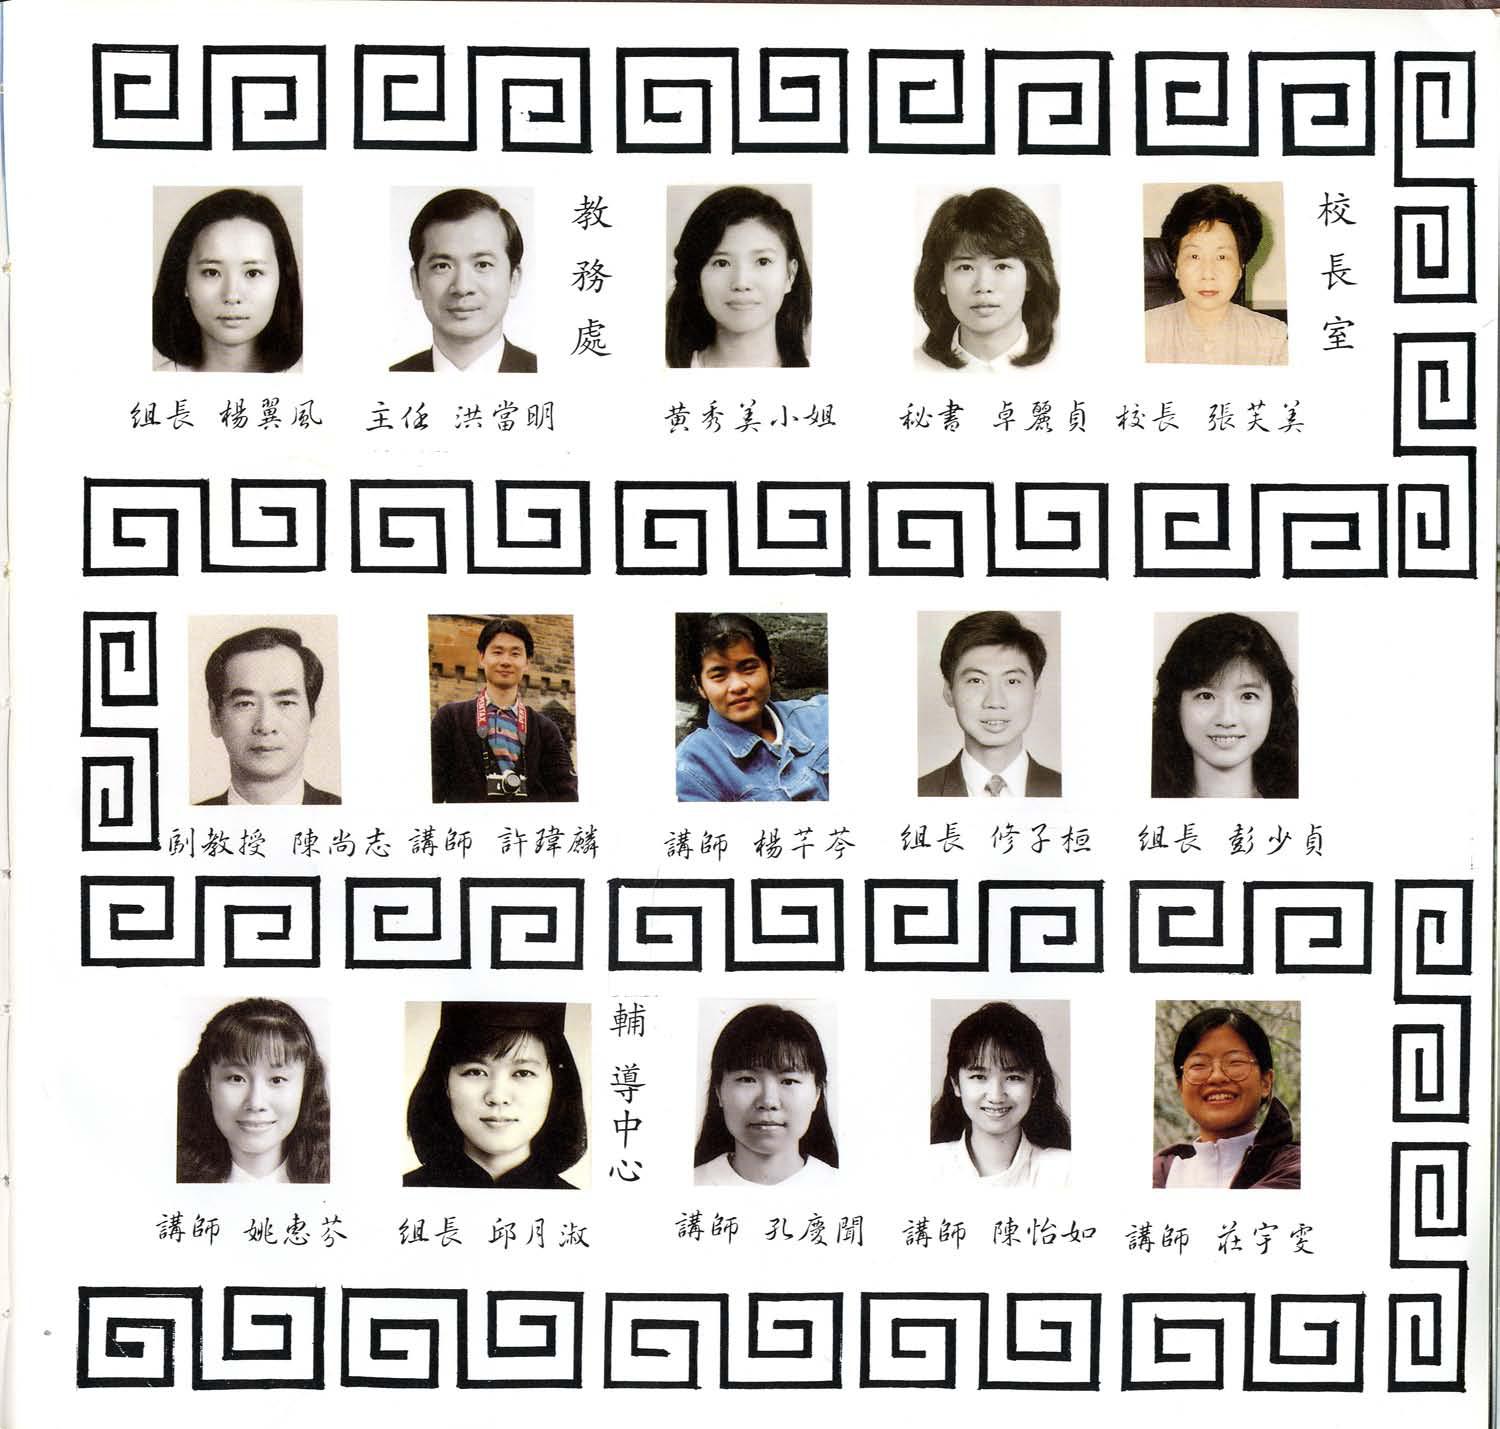 校長室
校長 張芙美
秘書 卓麗貞
黄秀美小姐
教務處
主任 洪當明
組長 楊翼風
組長 彭少貞
組長 修子桓
講師 楊芊苓
講師 許瑋麟
副教授 陳尚志
講師 莊宇雯
講師 陳怡如
講師 孔慶聞
輔導中心
組長 邱月淑
講師 姚惠芬